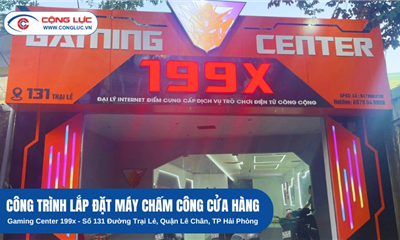 CÔNG LỰC
WWW.CONGLUC.VN
GAMING CENTER
199X
131 TRẠI LẺ
ĐẠI LÝ INTERNET ĐIỂM CUNG CẤP DỊCH VỤ TRÒ CHƠI ĐIỆN TỬ CÔNG CỘNG
CÔNG TRÌNH LẮP ĐẶT MÁY CHẤM CÔNG CỬA HÀNG
Gaming Center 199x - Số 131 Đường Trại Lẻ, Quận Lê Chân, TP Hải Phòng